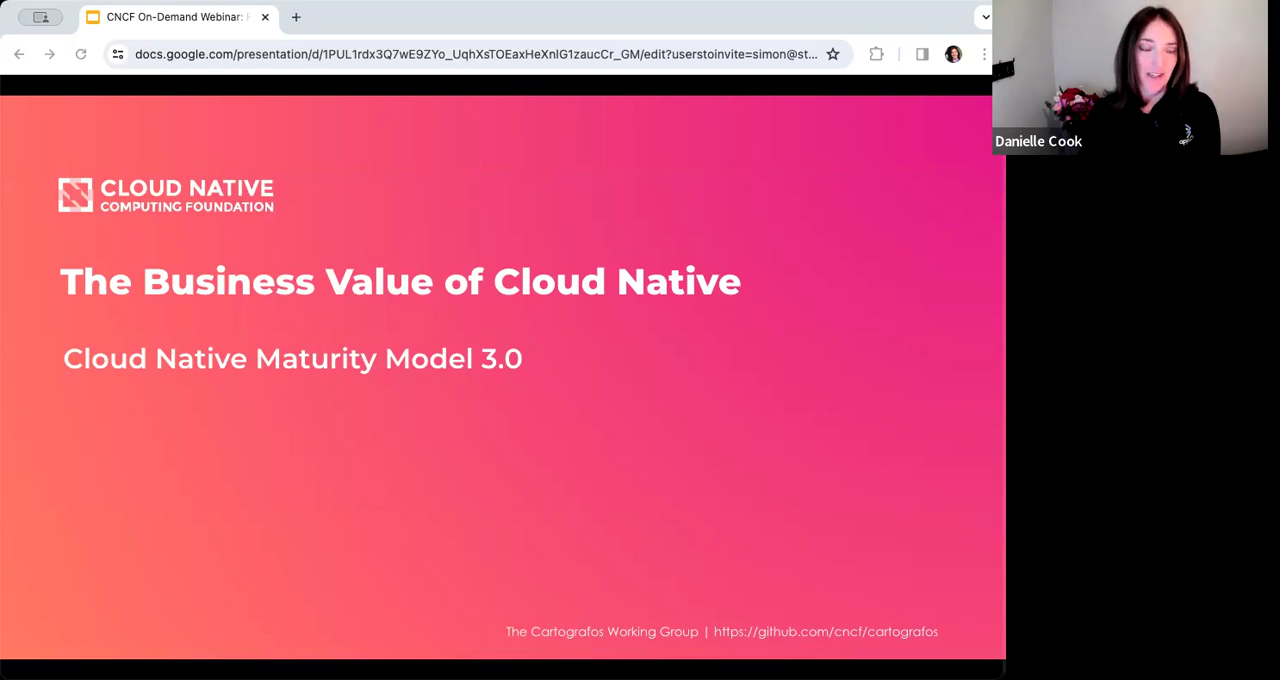 CNCF On-Demand Webinar:
docs.google.com/presentation/d/1PUL1rdx3Q7wE9ZYo_UqhXsTOEaxHeXnlG1zaucCr_GM/edit?userstoinvite=simon@st...
Danielle Cook
CLOUD NATIVE
COMPUTING FOUNDATION
The Business Value of Cloud Native
Cloud Native Maturity Model 3.0
The Cartografos Working Group | https://github.com/cncf/cartografos